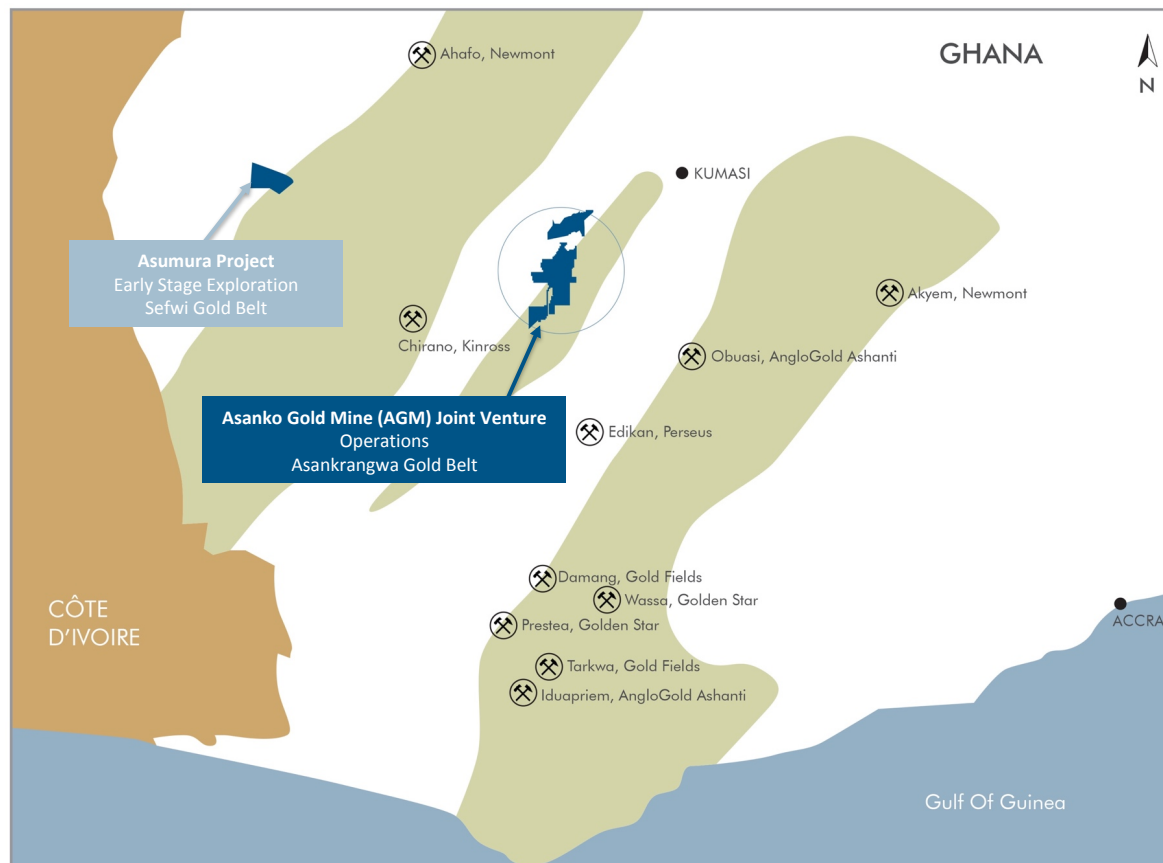 Ahafo, Newmont
GHANA
N
KUMASI
Asumura Project
Early Stage Exploration
Sefwi Gold Belt
Akyem, Newmont
Chirano, Kinross
Obuasi, AngloGold Ashanti
Asanko Gold Mine (AGM) Joint Venture
Operations
Asankrangwa Gold Belt
Edikan, Perseus
Damang, Gold Fields
Wassa, Golden Star
CÔTE
D'IVOIRE
Prestea, Golden Star
ACCRA
Tarkwa, Gold Fields
Iduapriem, AngloGold Ashanti
Gulf Of Guinea